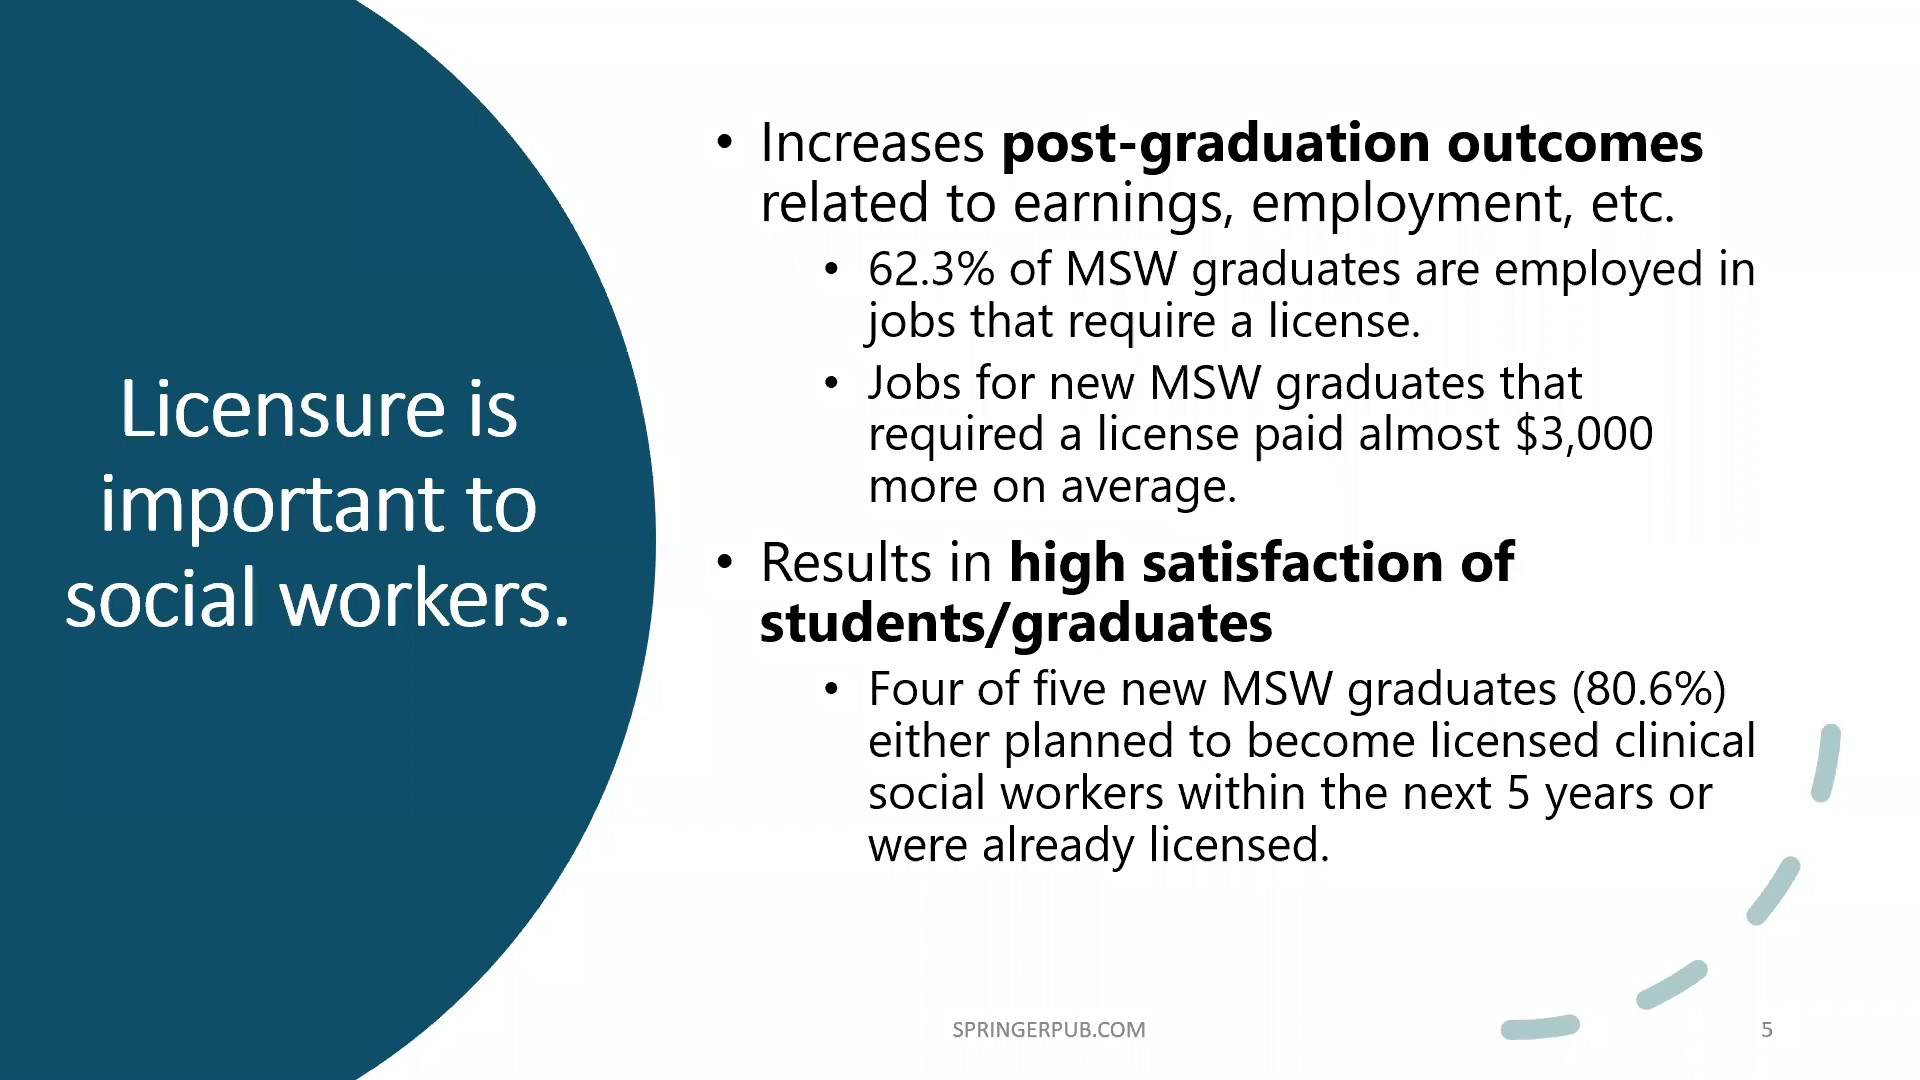 Licensure is
important to
social workers.
• Increases post-graduation outcomes
related to earnings, employment, etc.
• 62.3% of MSW graduates are employed in
jobs that require a license.
• Jobs for new MSW graduates that
required a license paid almost $3,000
more on average.
• Results in high satisfaction of
students/graduates
• Four of five new MSW graduates (80.6%)
either planned to become licensed clinical
social workers within the next 5 years or
were already licensed.
SPRINGERPUB.COM
5